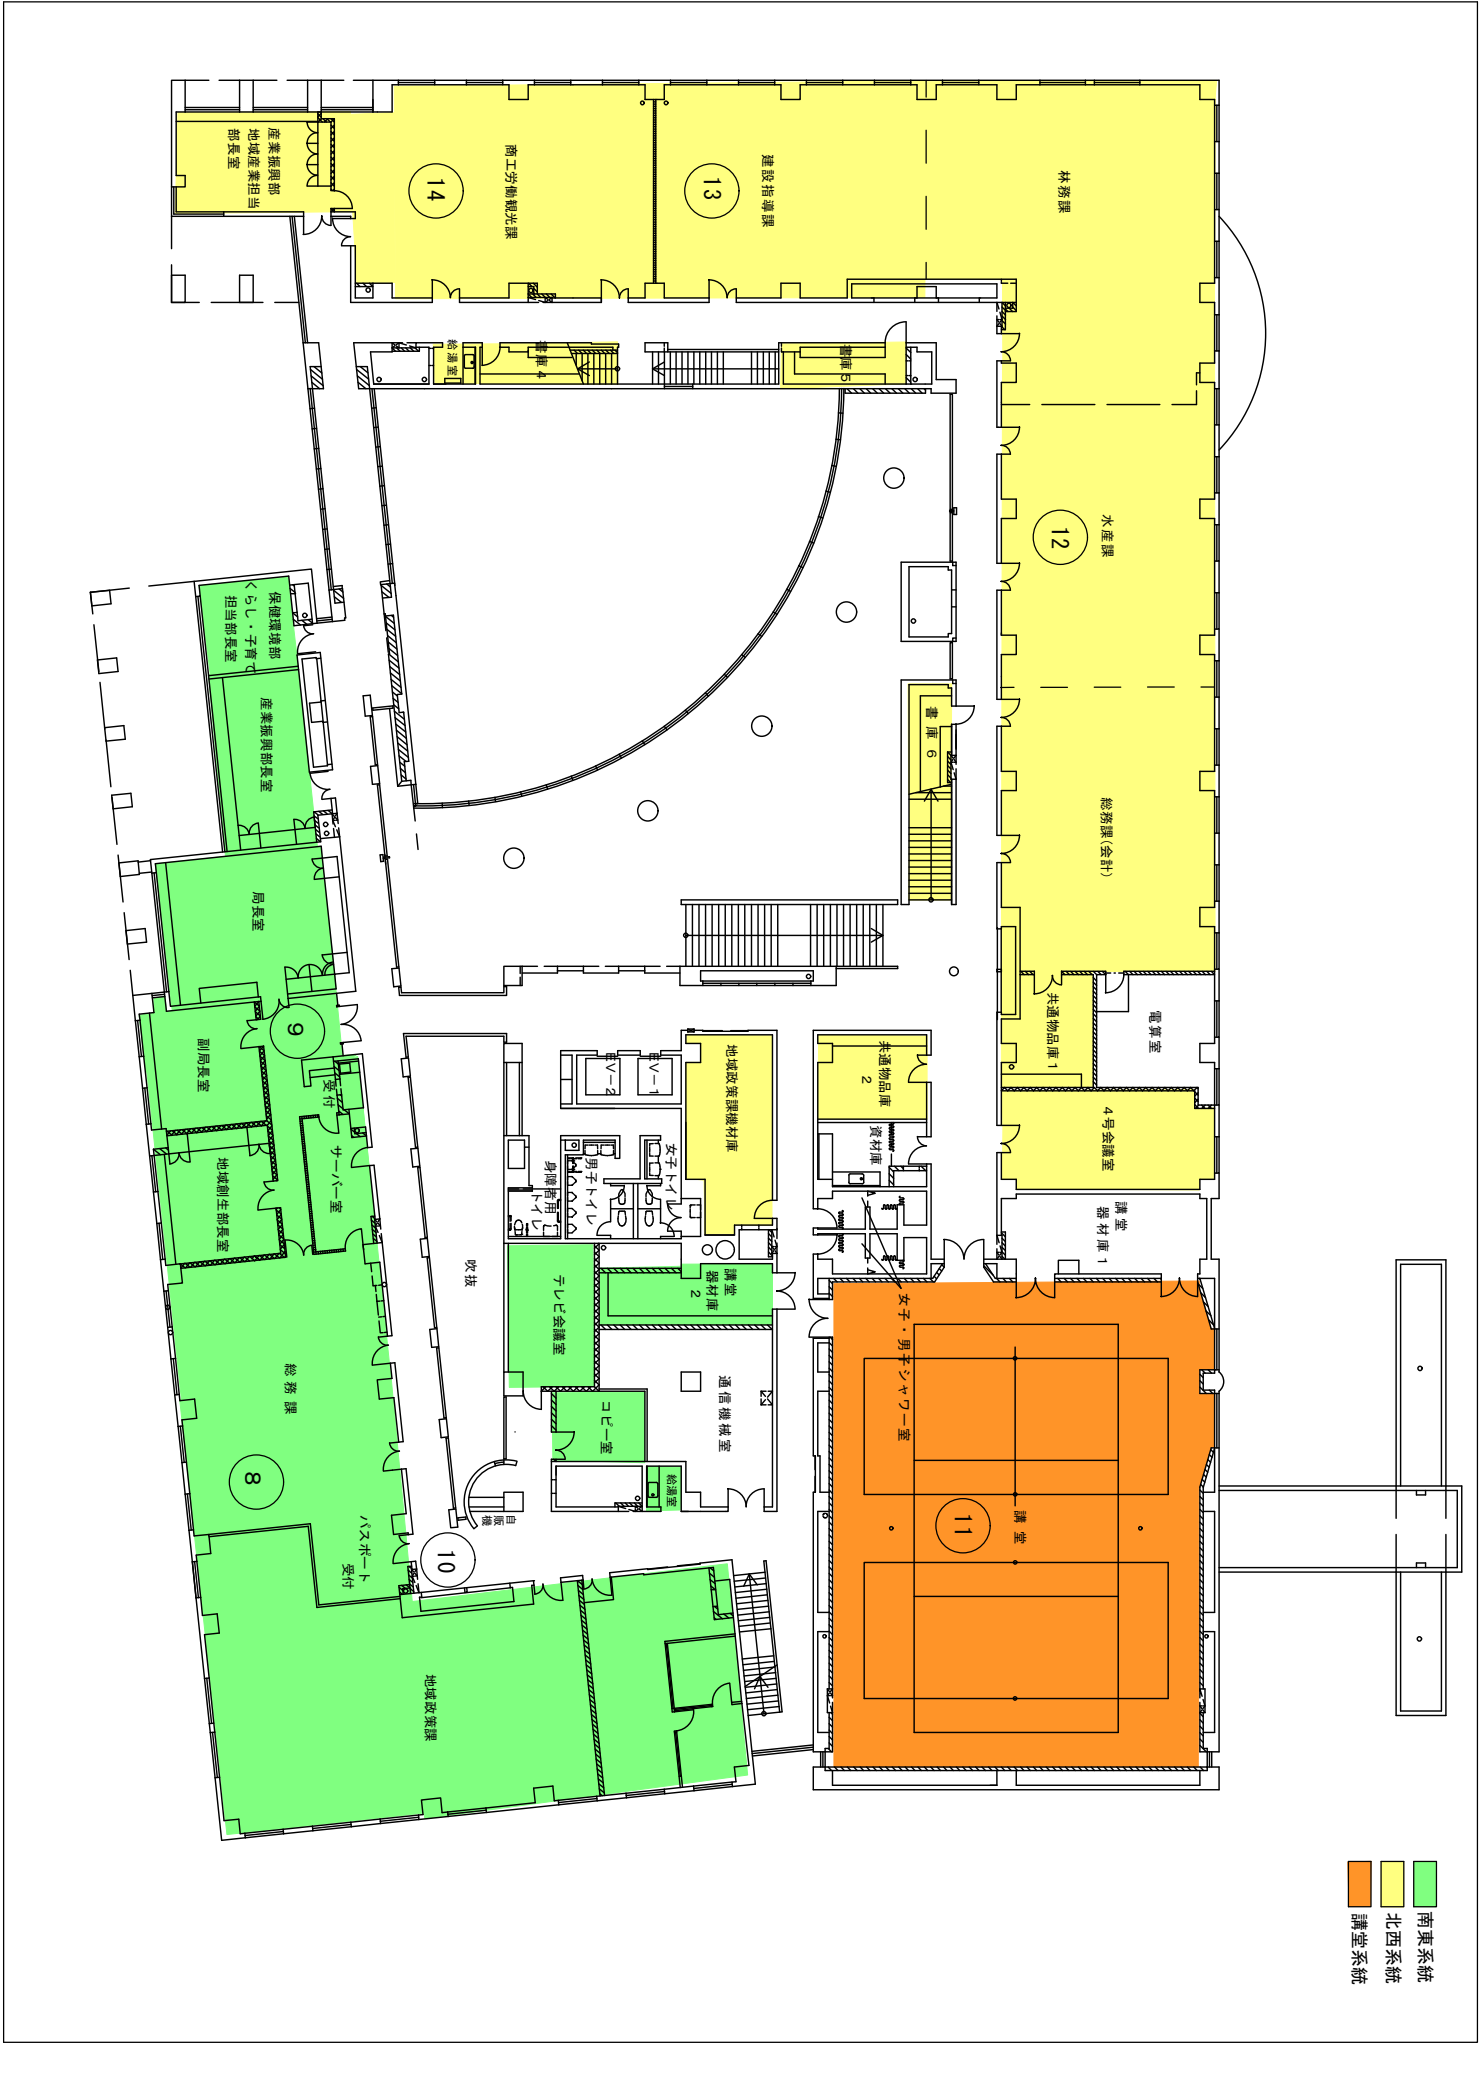 南東系統
北西系統
講堂系統
林務課
建設指導課
13
商工労働観光課
14
産業振興部
地域産業担当
部長室
書庫5
書庫4
給湯室
水産課
12
総務課(会計)
書庫6
電算室
共通物品庫1
4号会議室
講堂
器材庫1
共通物品庫
2
資材庫
地域政策課機材庫
EV-1
EV-2
女子トイレ
男子トイレ
身障者用
トイレ
女子・男子シャワー室
講堂
11
講堂
器材庫
2
テレビ会議室
通信機械室
コピー室
給湯室
吹抜
自
販
機
10
保健環境部
くらし・子育て
担当部長室
産業振興部長室
局長室
9
副局長室
受付
サーバー室
地域創生部長室
総務課
8
パスポート
受付
地域政策課